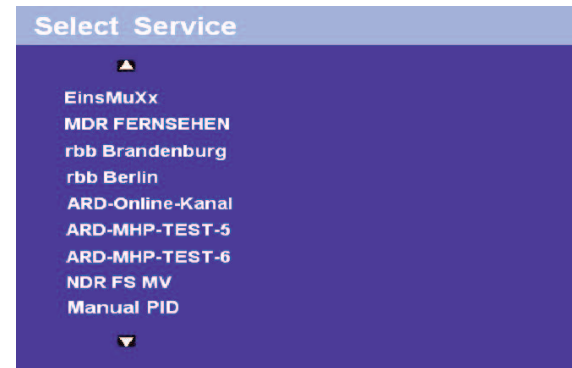 Select Service
EinsMuXx
MDR FERNSEHEN
rbb Brandenburg
rbb Berlin
ARD-Online-Kanal
ARD-MHP-TEST-5
ARD-MHP-TEST-6
NDR FS MV
Manual PID